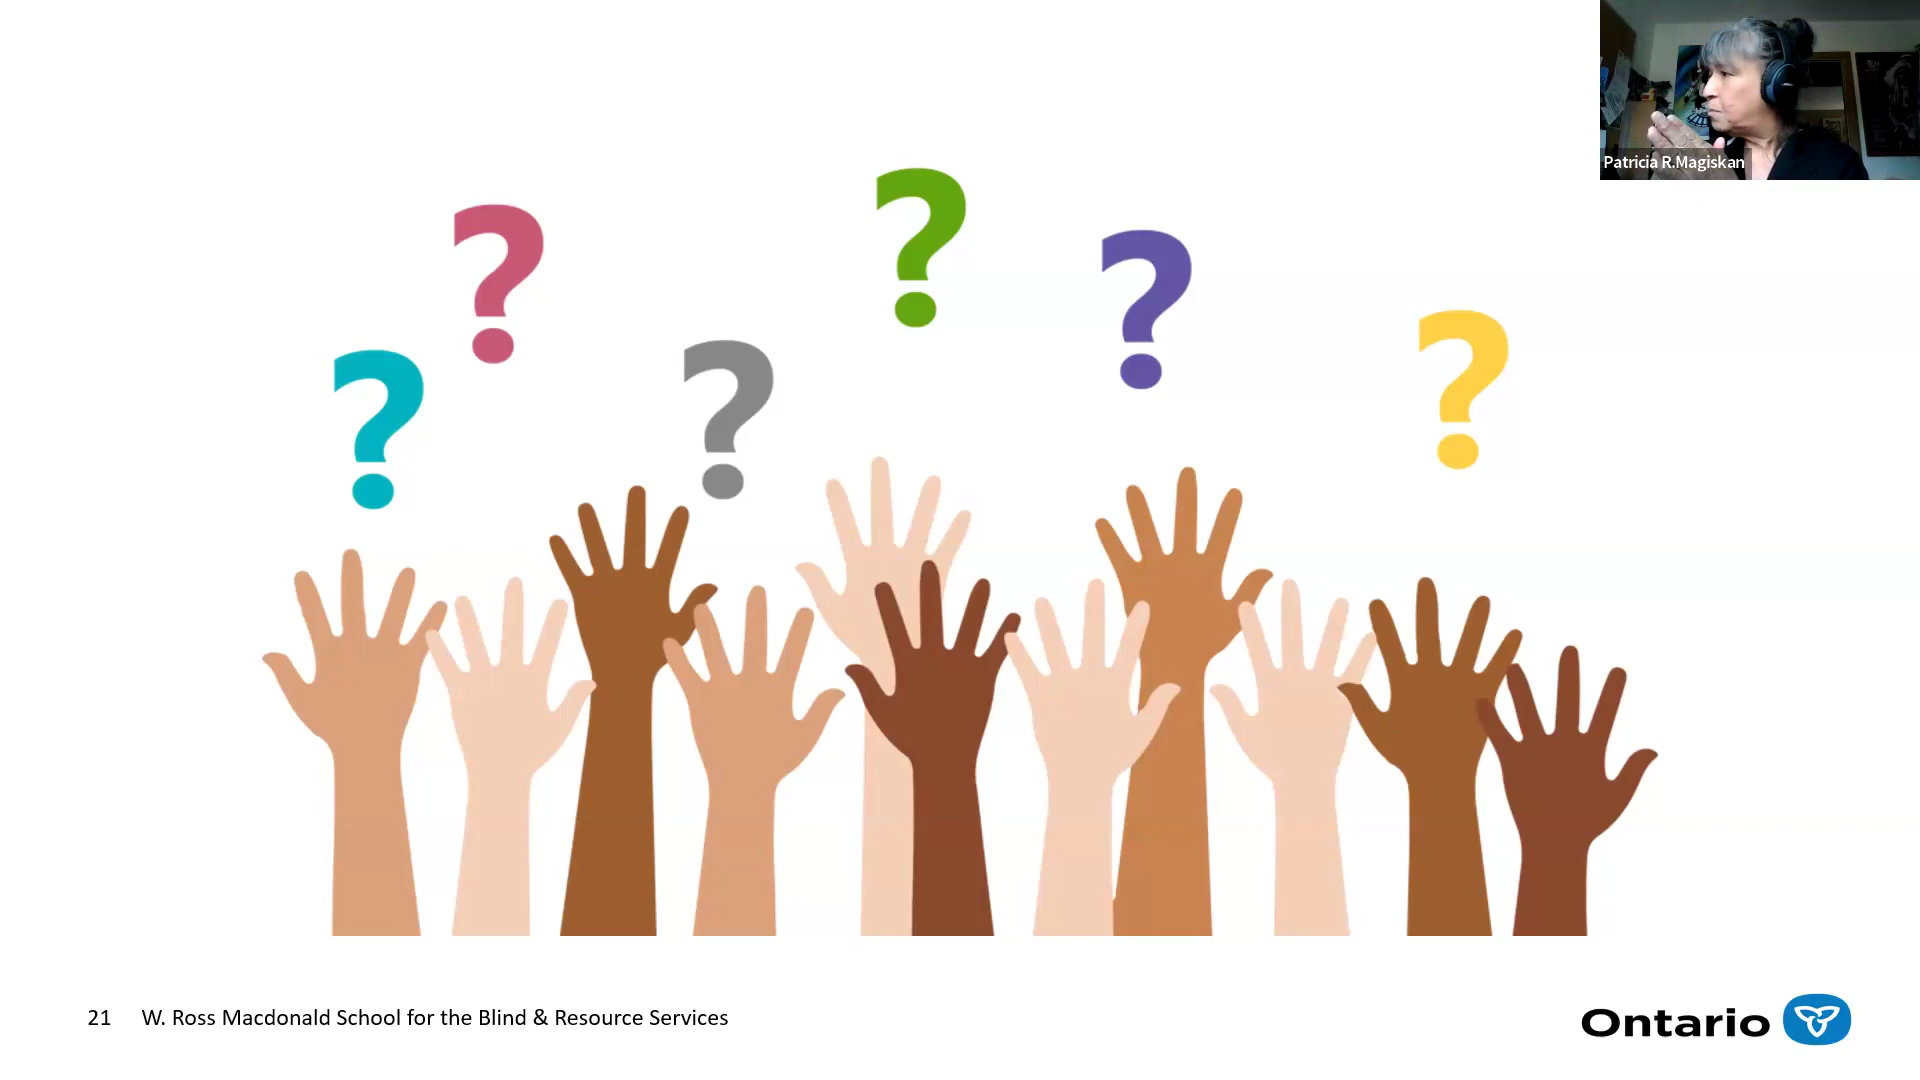 Patricia R.Magiskan
? ? ? ? ? ?
21 W. Ross Macdonald School for the Blind & Resource Services
Ontario